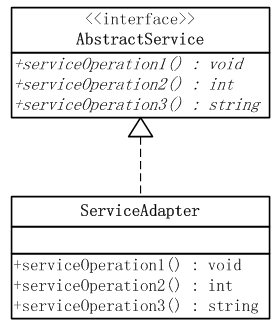 <<interface>>
AbstractService
+serviceOperation1() : void
+serviceOperation2() : int
+serviceOperation3() : string
ServiceAdapter
+serviceOperation1() : void
+serviceOperation2() : int
+serviceOperation3() : string